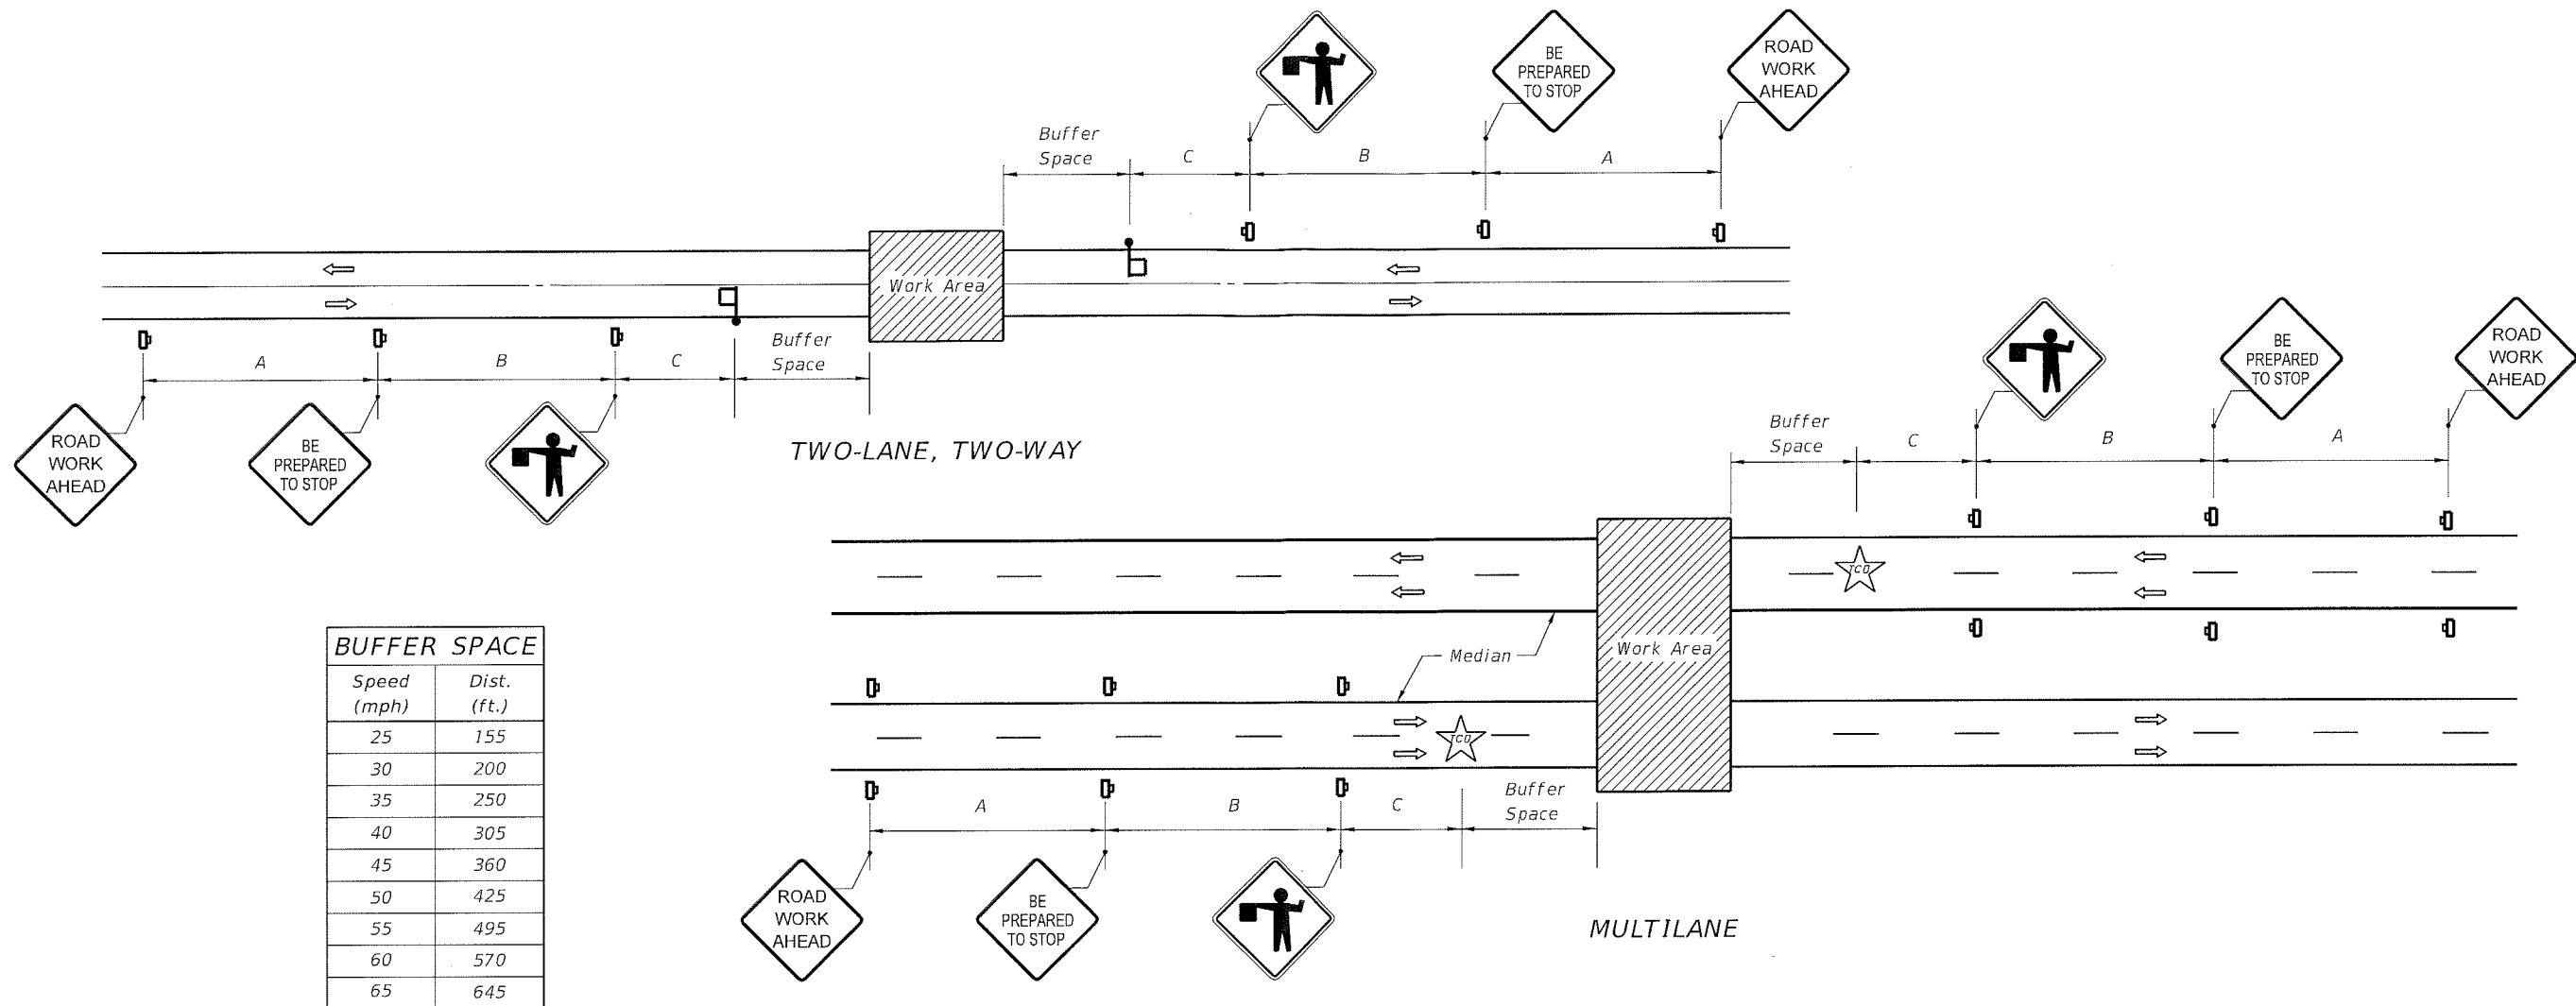 ROAD
WORK
AHEAD
BE
PREPARED
TO STOP
Buffer
Space
C
B
A
Work Area
A
B
C
Buffer
Space
ROAD
WORK
AHEAD
BE
PREPARED
TO STOP
TWO-LANE, TWO-WAY
BE
PREPARED
TO STOP
ROAD
WORK
AHEAD
Buffer
Space
C
B
A
TCO
Work Area
Median
TCO
A
B
C
Buffer
Space
ROAD
WORK
AHEAD
BE
PREPARED
TO STOP
MULTILANE
BUFFER SPACE
Speed (mph) Dist. (ft.)
25 155
30 200
35 250
40 305
45 360
50 425
55 495
60 570
65 645